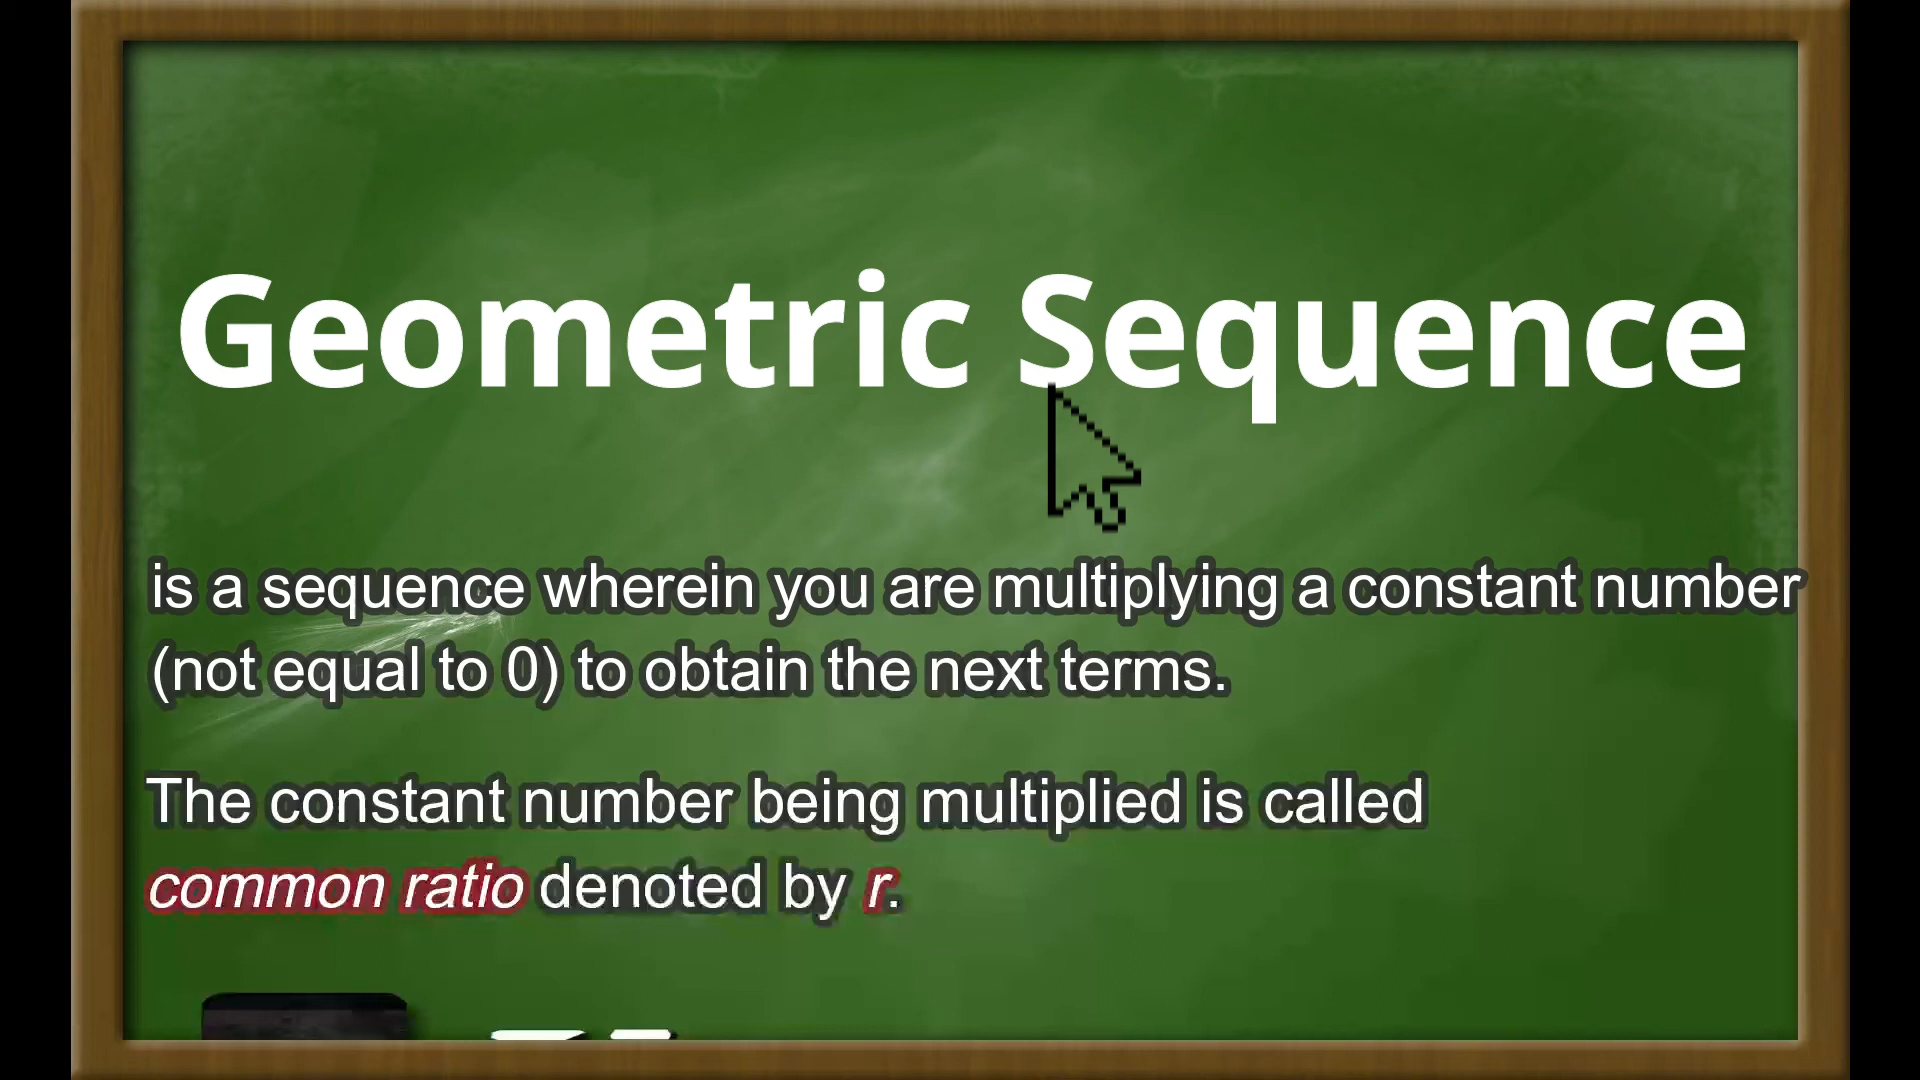 Geometric Sequence
is a sequence wherein you are multiplying a constant number
(not equal to 0) to obtain the next terms.
The constant number being multiplied is called
common ratio denoted by r.